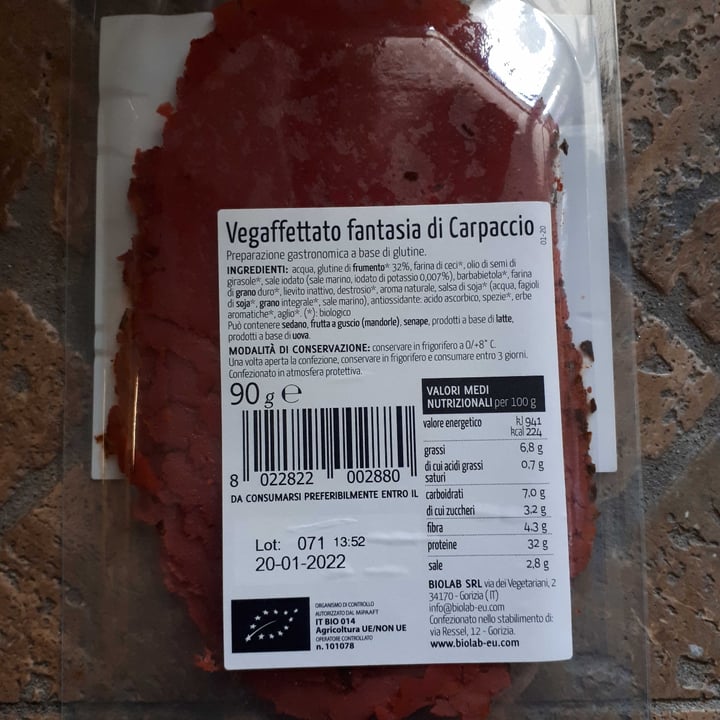 Vegaffettato fantasia di Carpaccio
01-20
Preparazione gastronomica a base di glutine.
INGREDIENTI: acqua, glutine di frumento* 32%, farina di ceci*, olio di semi di
girasole*, sale iodato (sale marino, iodato di potassio 0,007%), barbabietola*, farina
di grano duro*, lievito inattivo, destrosio*, aroma naturale, salsa di soja* (acqua, fagioli
di soja*, grano integrale*, sale marino), antiossidante: acido ascorbico, spezie*, erbe
aromatiche*, aglio*. (*): biologico
Può contenere sedano, frutta a guscio (mandorle), senape, prodotti a base di latte,
prodotti a base di uova.
MODALITÀ DI CONSERVAZIONE: conservare in frigorifero a 0/+8° C.
Una volta aperta la confezione, conservare in frigorifero e consumare entro 3 giorni.
Confezionato in atmosfera protettiva.
90 g e
8 022822 002880
DA CONSUMARSI PREFERIBILMENTE ENTRO IL
Lot: 071 13:52
20-01-2022
VALORI MEDI
NUTRIZIONALI per 100 g
valore energetico kJ 941
kcal 224
grassi 6,8 g
di cui acidi grassi 0,7 g
saturi
carboidrati 7,0 g
di cui zuccheri 3,2 g
fibra 4,3 g
proteine 32 g
sale 2,8 g
ORGANISMO DI CONTROLLO
AUTORIZZATO DAL MiPAAFT
IT BIO 014
Agricoltura UE/NON UE
OPERATORE CONTROLLATO
n. 101078
BIOLAB SRL via dei Vegetariani, 2
34170 - Gorizia (IT)
info@biolab-eu.com
Confezionato nello stabilimento di:
via Ressel, 12 - Gorizia.
www.biolab-eu.com